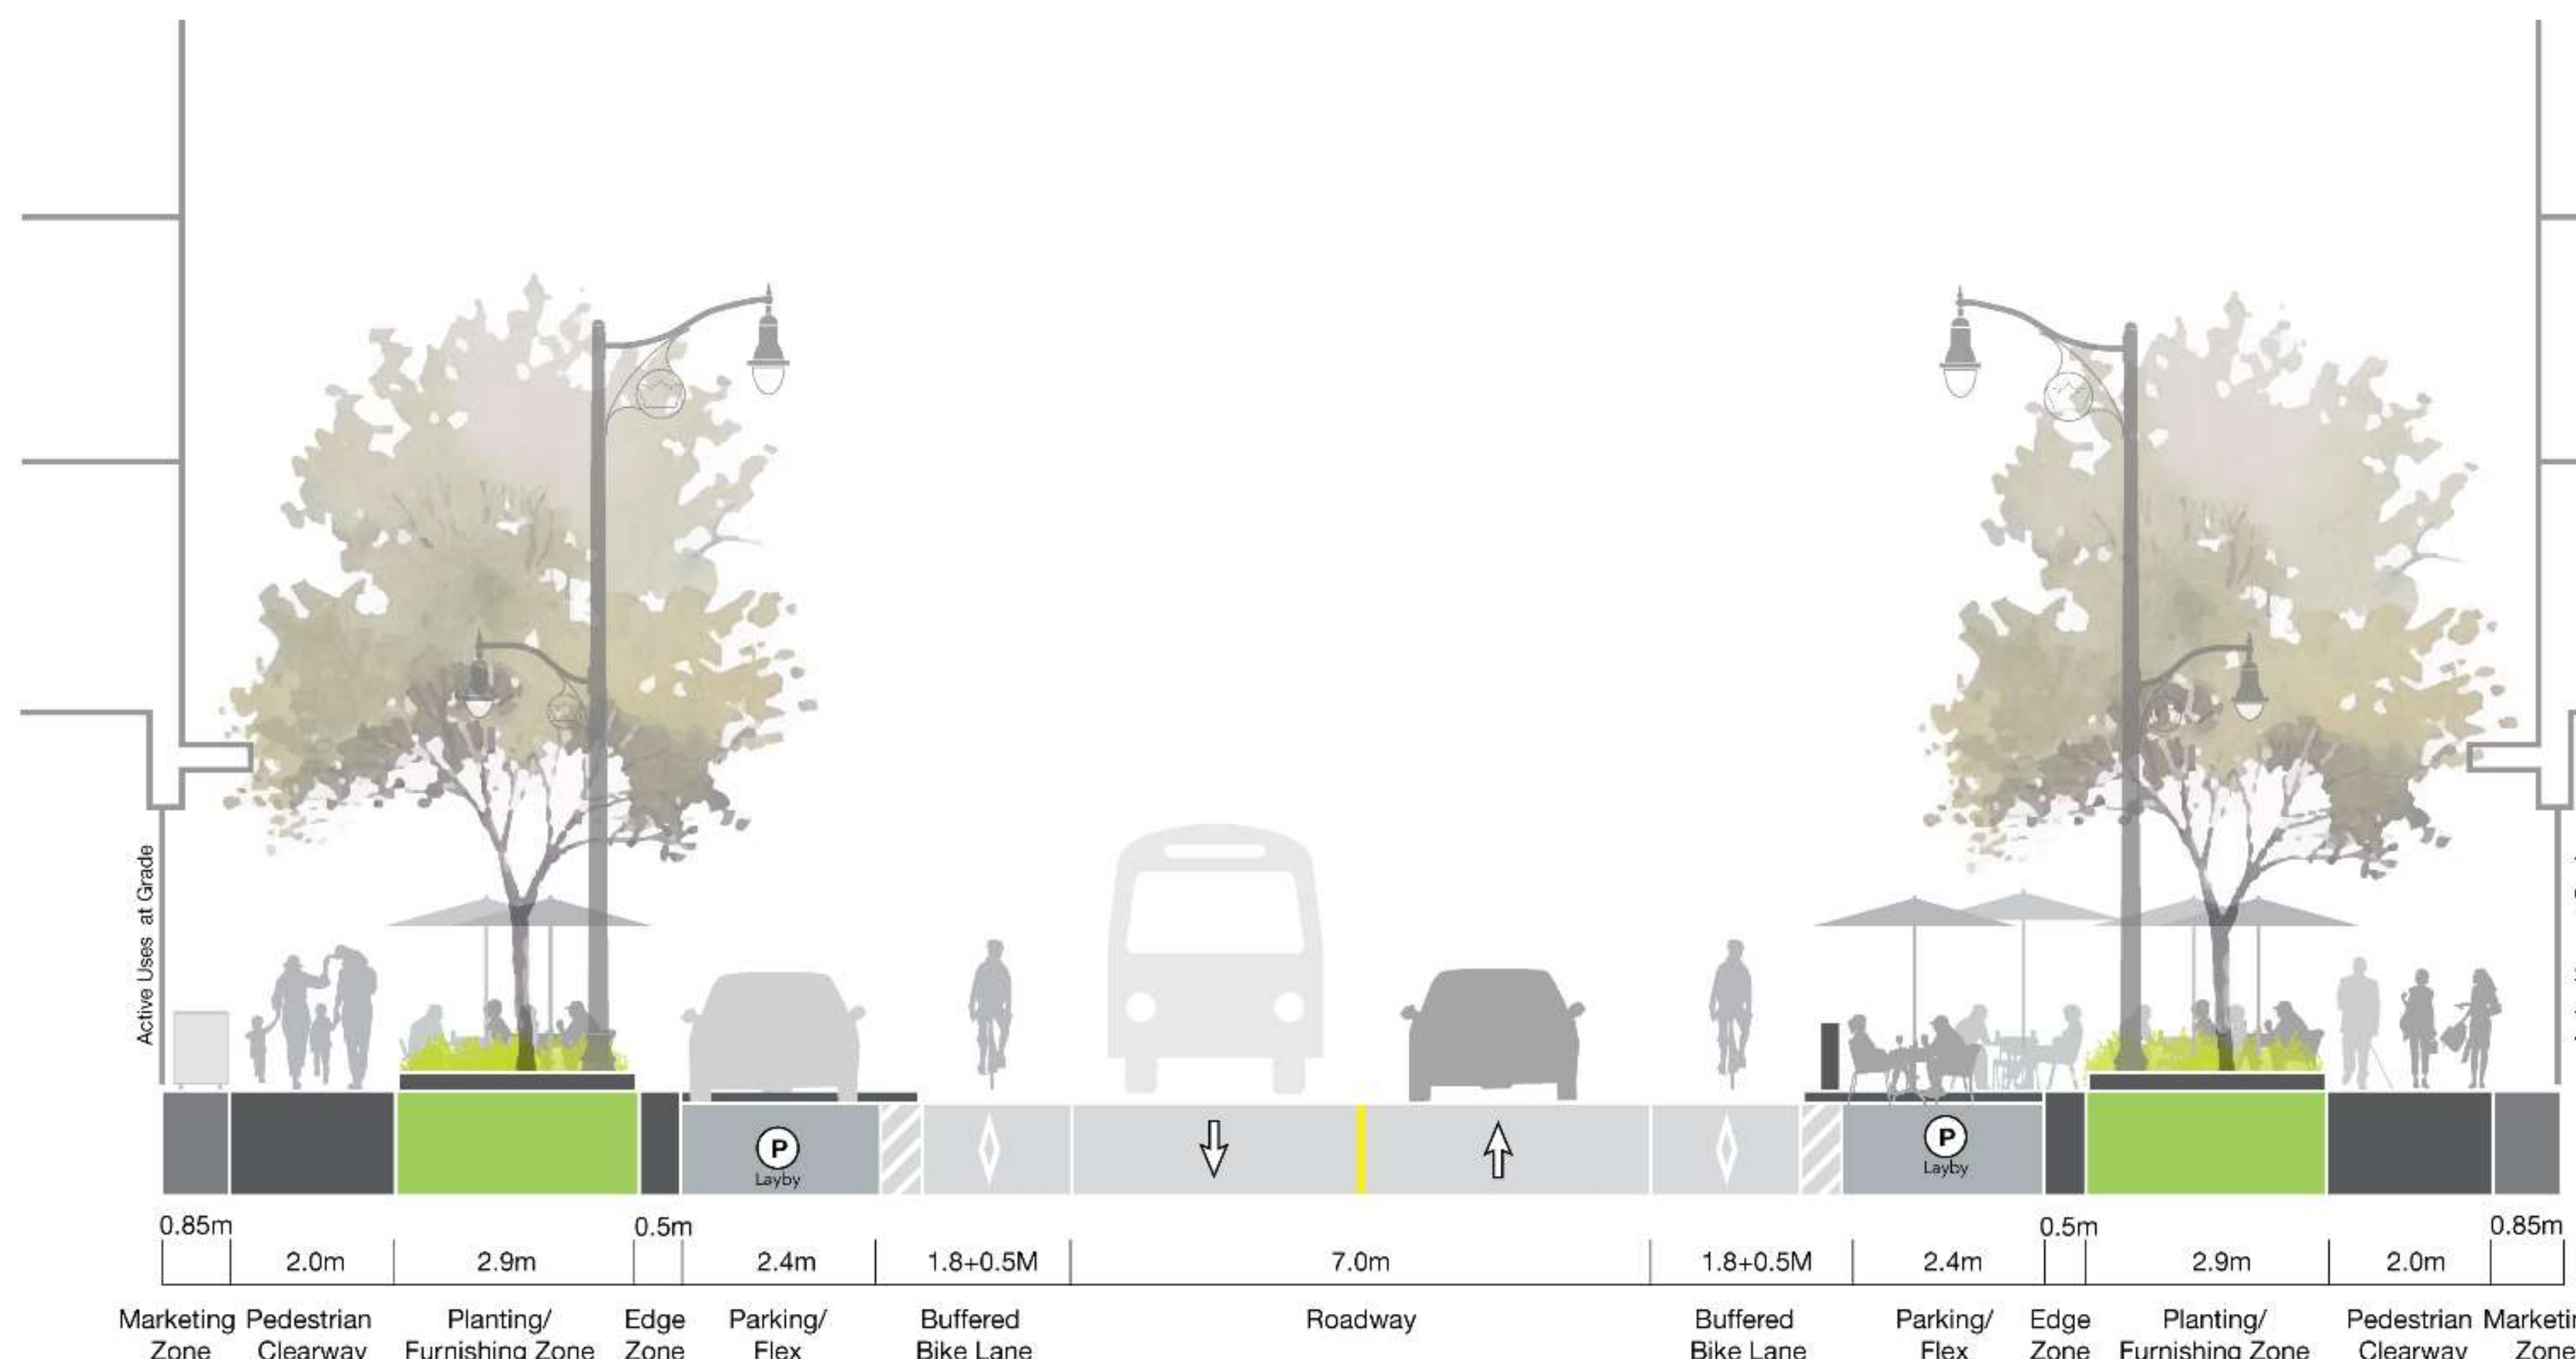 Active Uses at Grade
P
Layby
P
Layby
0.85m
0.5m
0.5m
0.85m
2.0m
2.9m
2.4m
1.8+0.5M
7.0m
1.8+0.5M
2.4m
2.9m
2.0m
Marketing Zone
Pedestrian Clearway
Planting/
Furnishing Zone
Edge Zone
Parking/
Flex
Buffered
Bike Lane
Roadway
Buffered
Bike Lane
Parking/
Flex
Edge Zone
Planting/
Furnishing Zone
Pedestrian Clearway
Zone